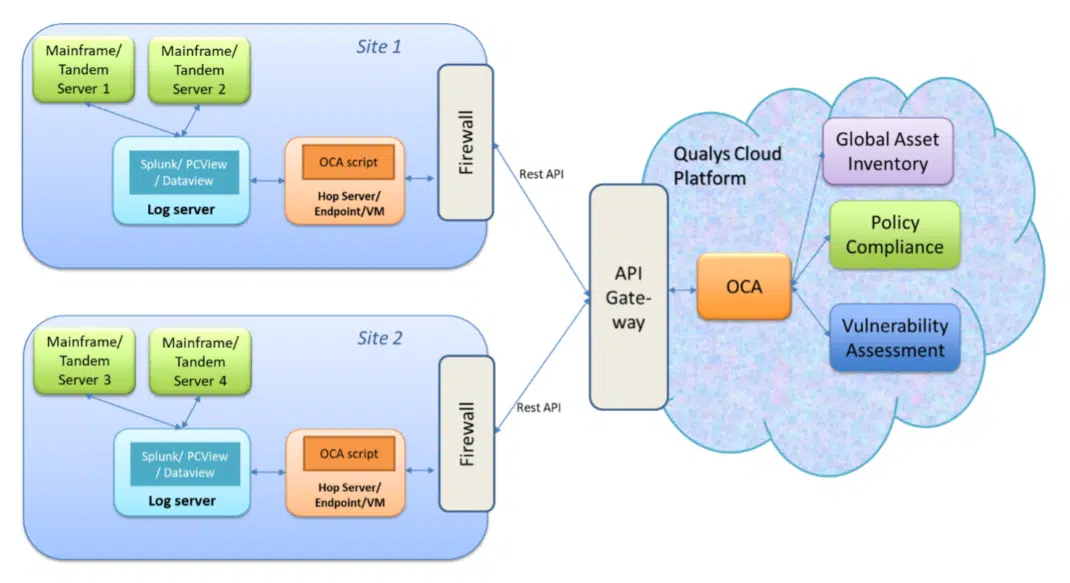 Site 1
Mainframe/
Tandem
Server 1
Mainframe/
Tandem
Server 2
Splunk/ PCView
/ Dataview
Log server
OCA script
Hop Server/
Endpoint/VM
Firewall
Rest API
Site 2
Mainframe/
Tandem
Server 3
Mainframe/
Tandem
Server 4
Splunk/ PCView
/ Dataview
Log server
OCA script
Hop Server/
Endpoint/VM
Firewall
Rest API
API
Gate-
way
Qualys Cloud
Platform
OCA
Global Asset
Inventory
Policy
Compliance
Vulnerability
Assessment